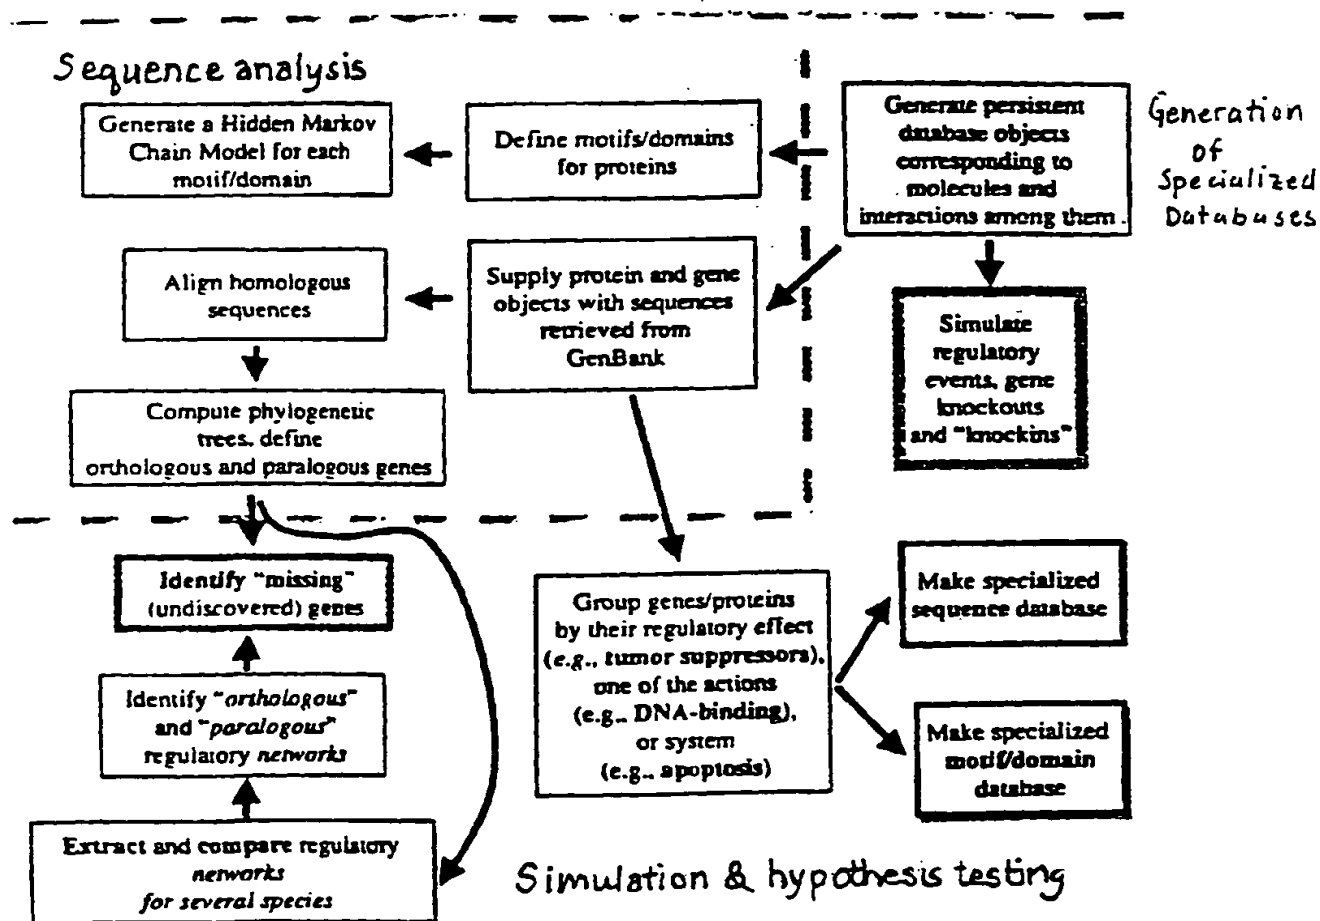 Sequence analysis
Generate a Hidden Markov
Chain Model for each
motif/domain
Define motifs/domains
for proteins
Generate persistent
database objects
corresponding to
molecules and
interactions among them
Generation
of
Specialized
Databases
Align homologous
sequences
Supply protein and gene
objects with sequences
retrieved from
GenBank
Simulate
regulatory
events, gene
knockouts
and "knockins"
Compute phylogenetic
trees, define
orthologous and paralogous genes
Identify "missing"
(undiscovered) genes
Group genes/proteins
by their regulatory effect
(e.g., tumor suppressors),
one of the actions
(e.g., DNA-binding),
or system
(e.g., apoptosis)
Make specialized
sequence database
Identify "orthologous"
and "paralogous"
regulatory networks
Make specialized
motif/domain
database
Extract and compare regulatory
networks
for several species
Simulation & hypothesis testing